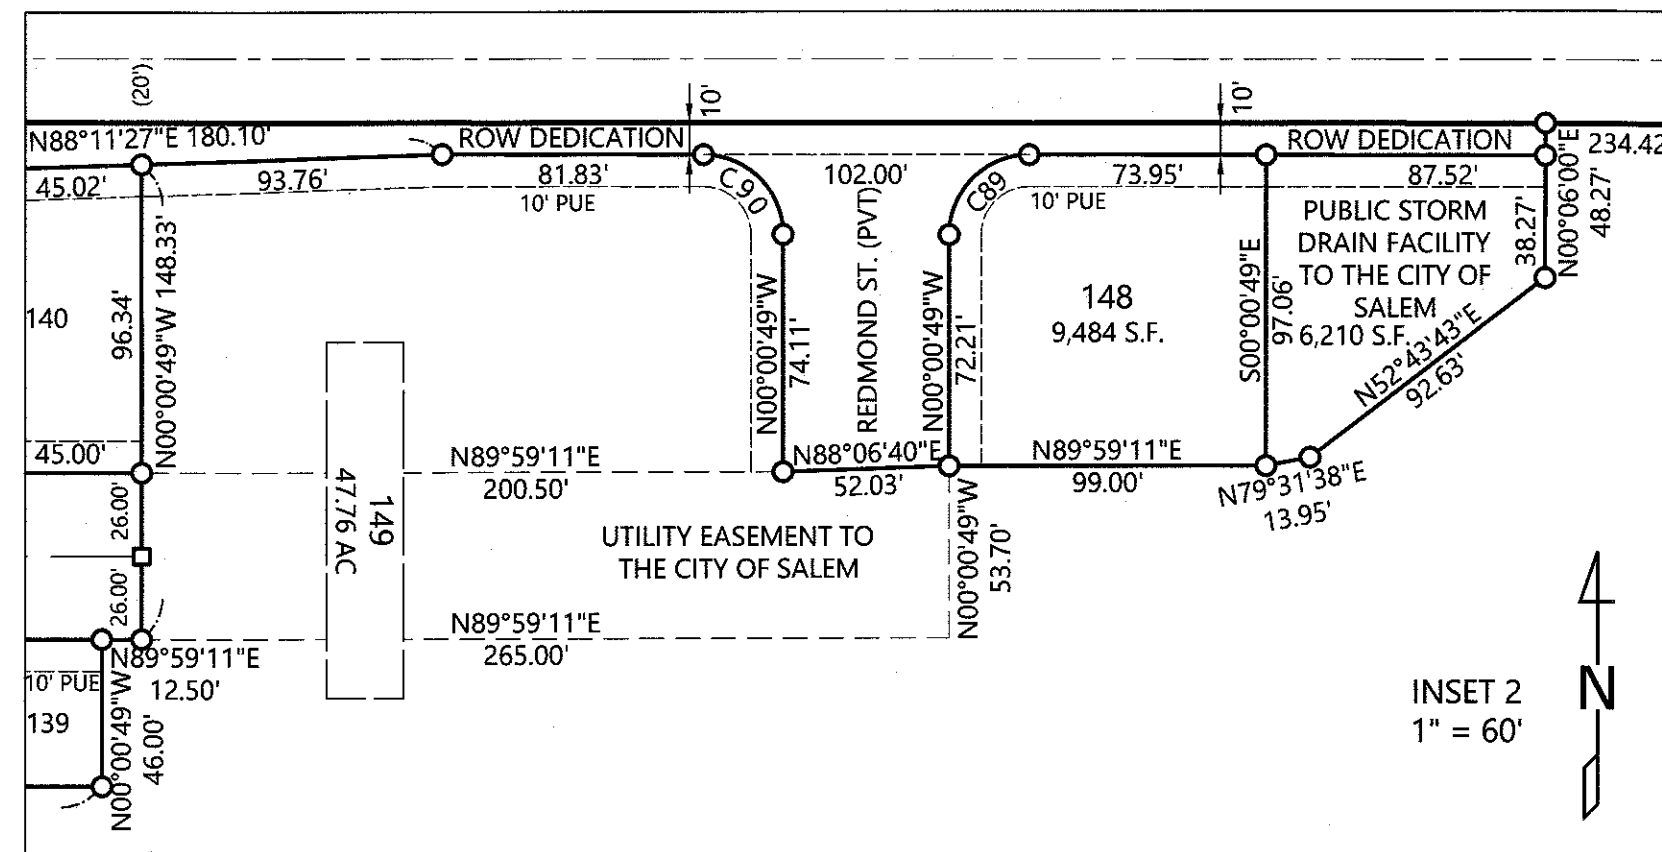 (20')
10'
10'
N88°11'27"E 180.10'
ROW DEDICATION
ROW DEDICATION
234.42
45.02'
93.76'
81.83'
C90
102.00'
C89
73.95'
87.52'
10' PUE
10' PUE
N00°06'00"E
48.27'
38.27'
PUBLIC STORM
DRAIN FACILITY
TO THE CITY OF
SALEM
6,210 S.F.
N00°00'49"W 148.33'
96.34'
140
N00°00'49"W
74.11'
REDMOND ST. (PVT)
N00°00'49"W
72.21'
148
9,484 S.F.
S00°00'49"E
97.06'
N52°43'43"E
92.63'
45.00'
N89°59'11"E
200.50'
N88°06'40"E
52.03'
N89°59'11"E
99.00'
N79°31'38"E
13.95'
149
47.76 AC
26.00'
26.00'
UTILITY EASEMENT TO
THE CITY OF SALEM
N00°00'49"W
53.70'
N89°59'11"E
265.00'
N89°59'11"E
12.50'
10' PUE
139
N00°00'49"W
46.00'
INSET 2
1" = 60'
N